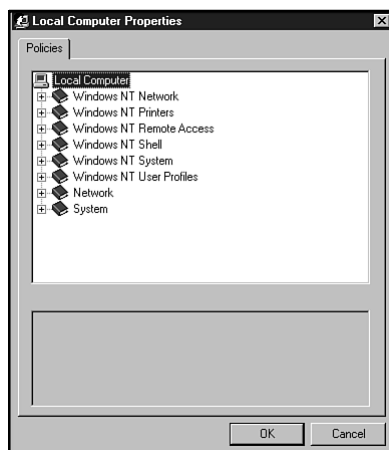 Local Computer Properties
Policies
Local Computer
Windows NT Network
Windows NT Printers
Windows NT Remote Access
Windows NT Shell
Windows NT System
Windows NT User Profiles
Network
System
OK Cancel